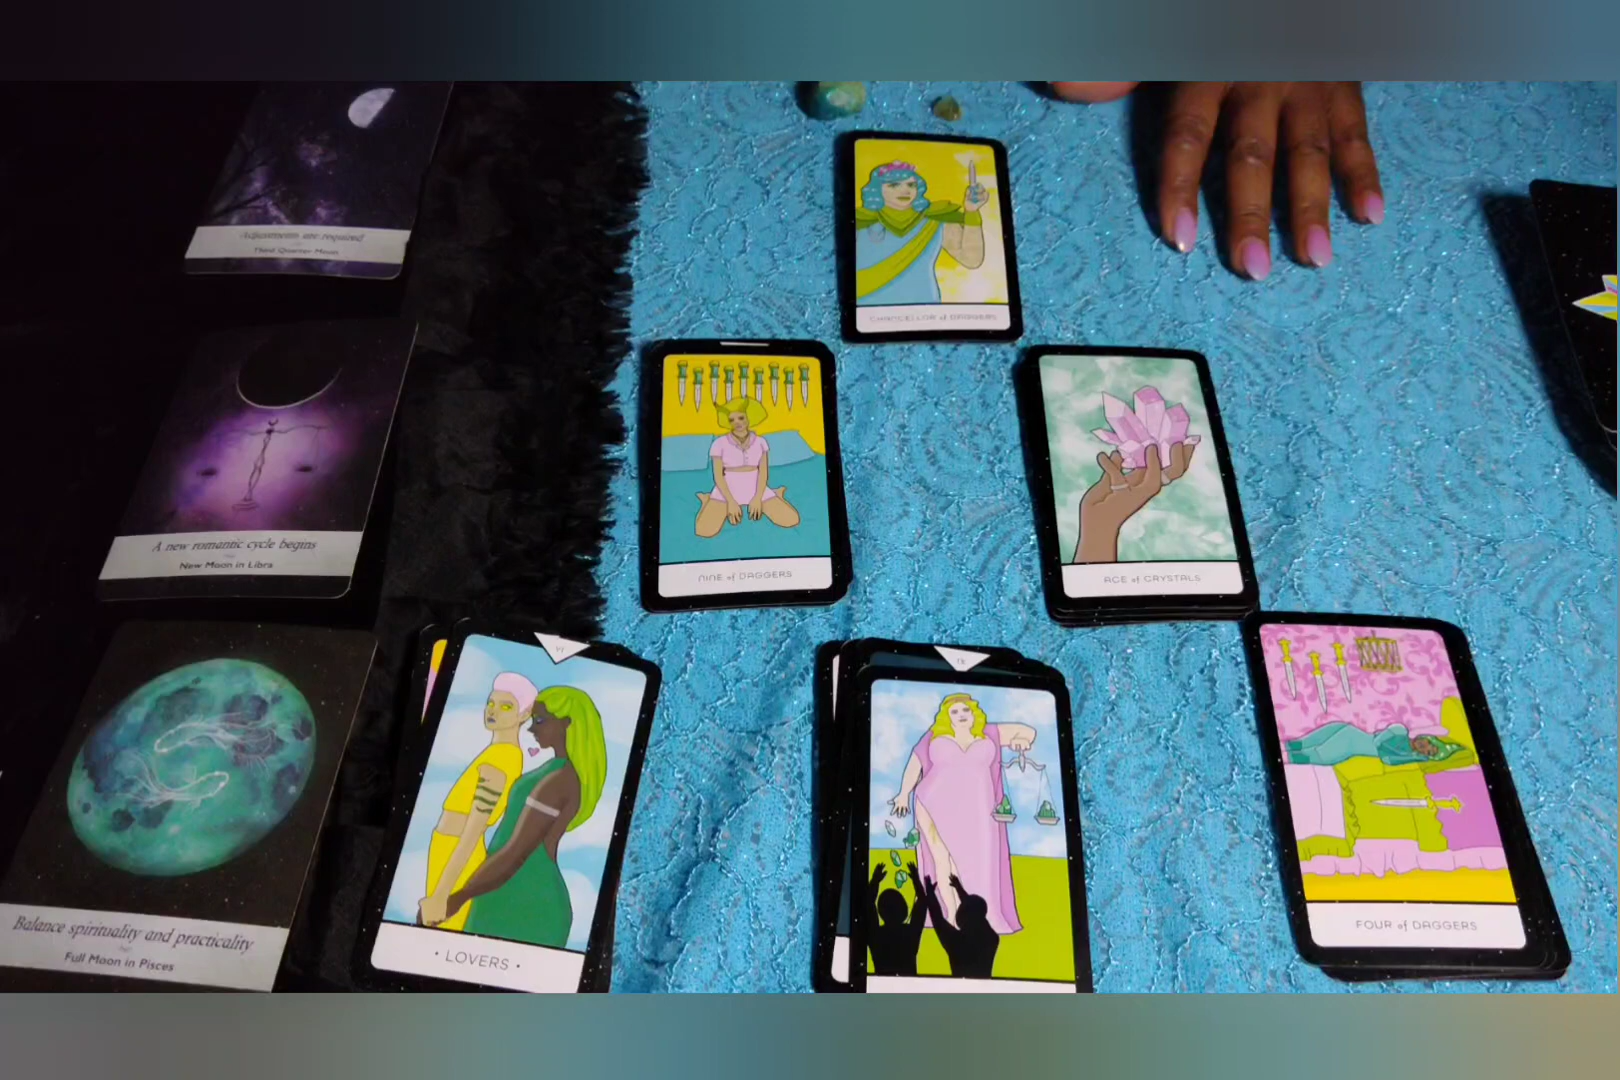 Adjustments are required
Third Quarter Moon
CHANCELLOR of DAGGERS
A new romantic cycle begins
New Moon in Libra
NINE of DAGGERS
ACE of CRYSTALS
Balance spirituality and practicality
Full Moon in Pisces
• LOVERS •
FOUR of DAGGERS